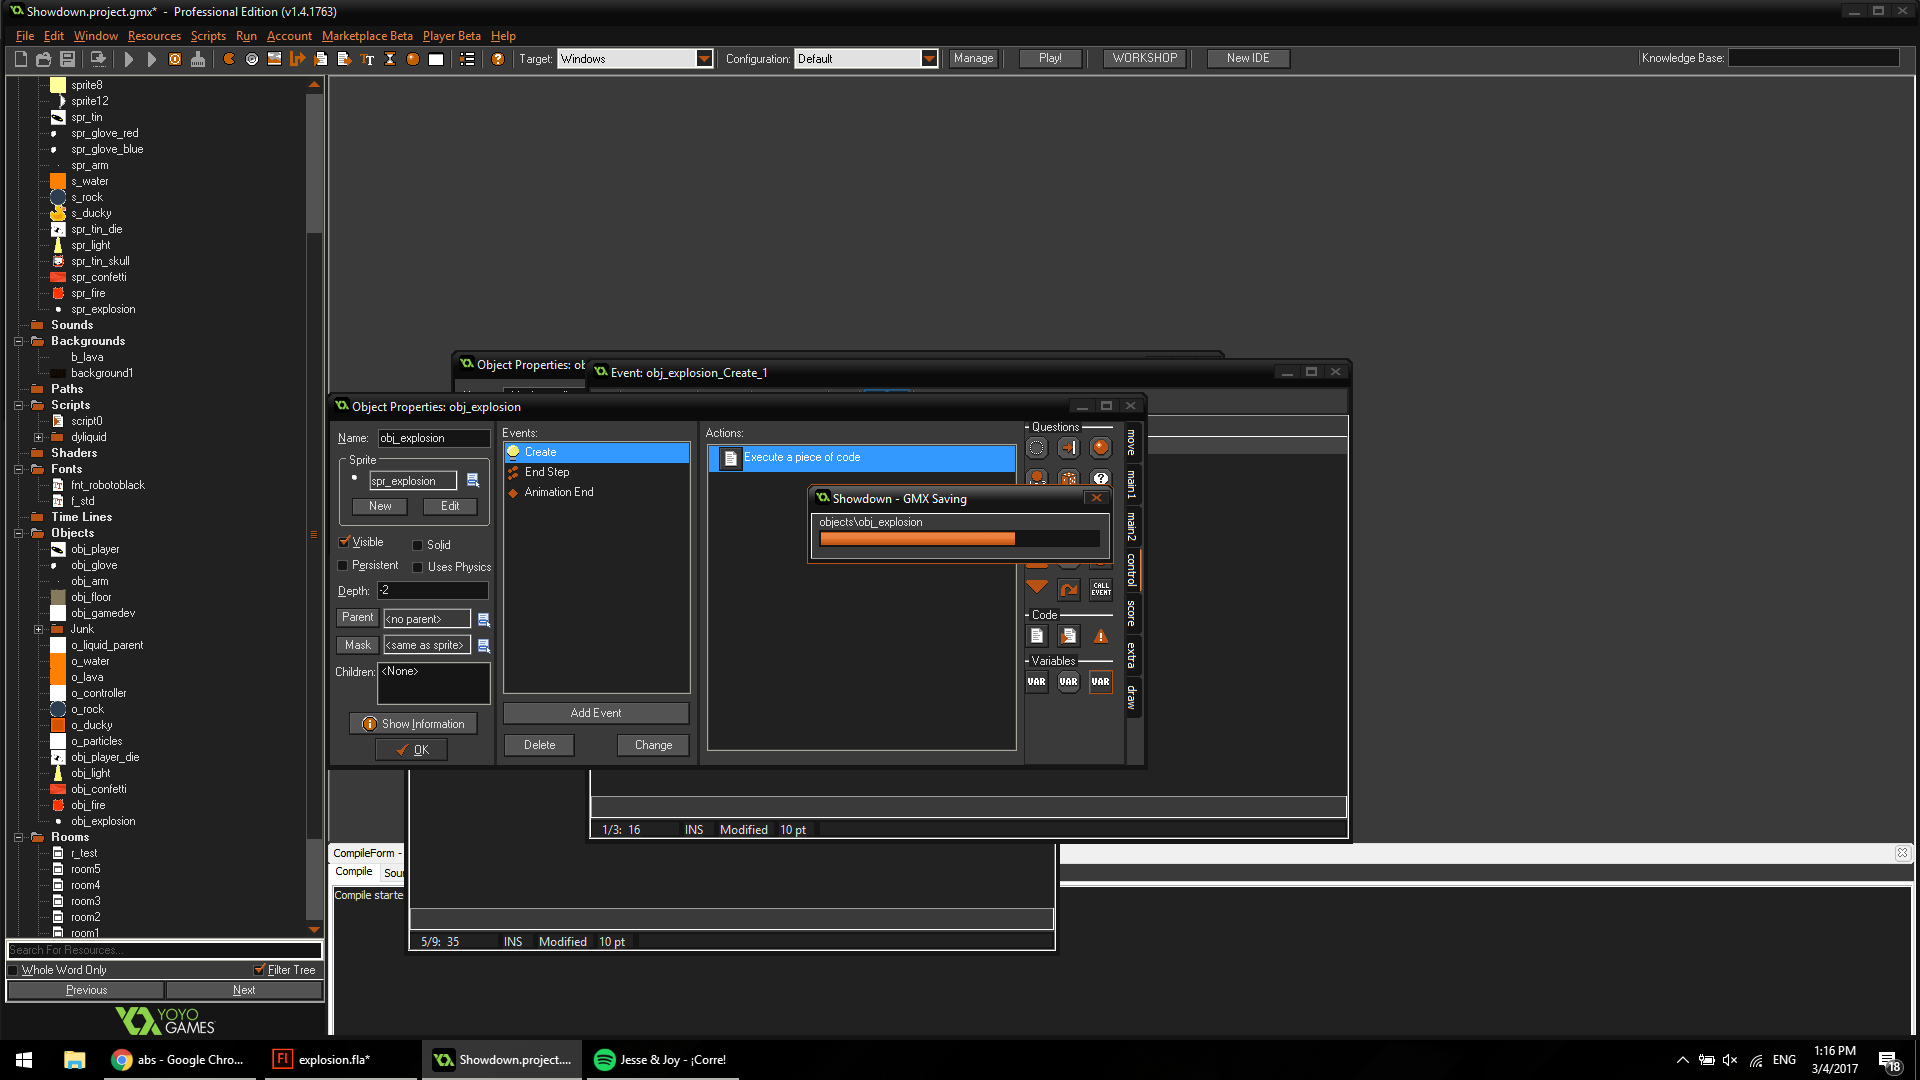 Showdown.project.gmx* - Professional Edition (v1.4.1763)
File Edit Window Resources Scripts Run Account Marketplace Beta Player Beta Help
Target: Windows Configuration: Default Manage Play! WORKSHOP New IDE Knowledge Base:
sprite8
sprite12
spr_tin
spr_glove_red
spr_glove_blue
spr_arm
s_water
s_rock
s_ducky
spr_tin_die
spr_light
spr_tin_skull
spr_confetti
spr_fire
spr_explosion
Sounds
Backgrounds
b_lava
background1
Paths
Scripts
script0
dyliquid
Shaders
Fonts
fnt_robotoblack
f_std
Time Lines
Objects
obj_player
obj_glove
obj_arm
obj_floor
obj_gamedev
Junk
o_liquid_parent
o_water
o_lava
o_controller
o_rock
o_ducky
o_particles
obj_player_die
obj_light
obj_confetti
obj_fire
obj_explosion
Rooms
r_test
room5
room4
room3
room2
room1
Search For Resources...
Whole Word Only Filter Tree
Previous Next
YOYO
GAMES
Object Properties: ob
Event: obj_explosion_Create_1
Object Properties: obj_explosion
Name: obj_explosion
Sprite
spr_explosion
New Edit
Visible Solid
Persistent Uses Physics
Depth: -2
Parent <no parent>
Mask <same as sprite>
Children: <None>
Show Information
OK
Events:
Create
End Step
Animation End
Add Event
Delete Change
Actions:
Execute a piece of code
Showdown - GMX Saving
objects\obj_explosion
Questions
CALL
EVENT
Code
Variables
VAR VAR VAR
move
main1
main2
control
score
extra
draw
1/3: 16 INS Modified 10 pt
CompileForm -
Compile Sour
Compile starte
5/9: 35 INS Modified 10 pt
abs - Google Chro...
Fl explosion.fla*
Showdown.project....
Jesse & Joy - ¡Corre!
ENG
1:16 PM
3/4/2017
18